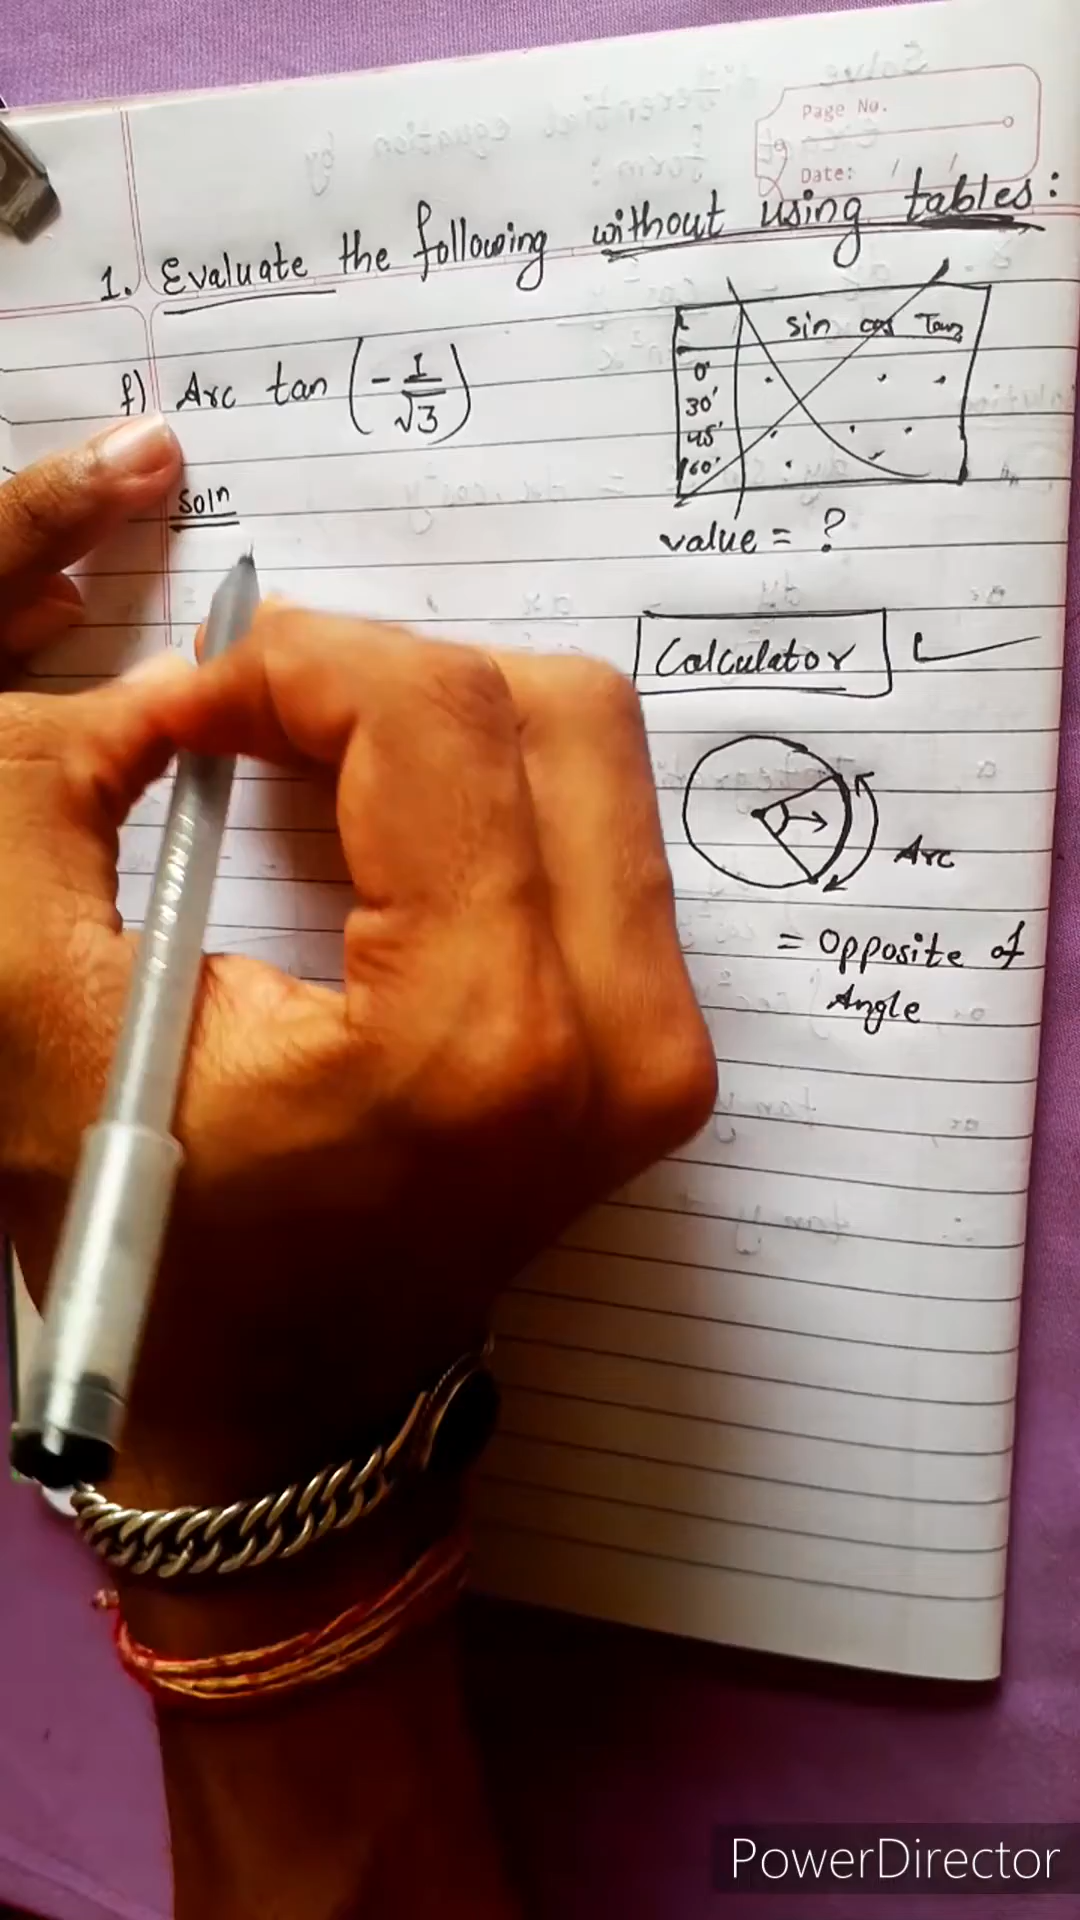 Page No.
Date: / /
1. Evaluate the following without using tables:
f) Arc tan (-1/√3)
soln
sin cos Tan
0°
30°
45°
60°
value = ?
Calculator
Arc
= Opposite of
Angle
PowerDirector